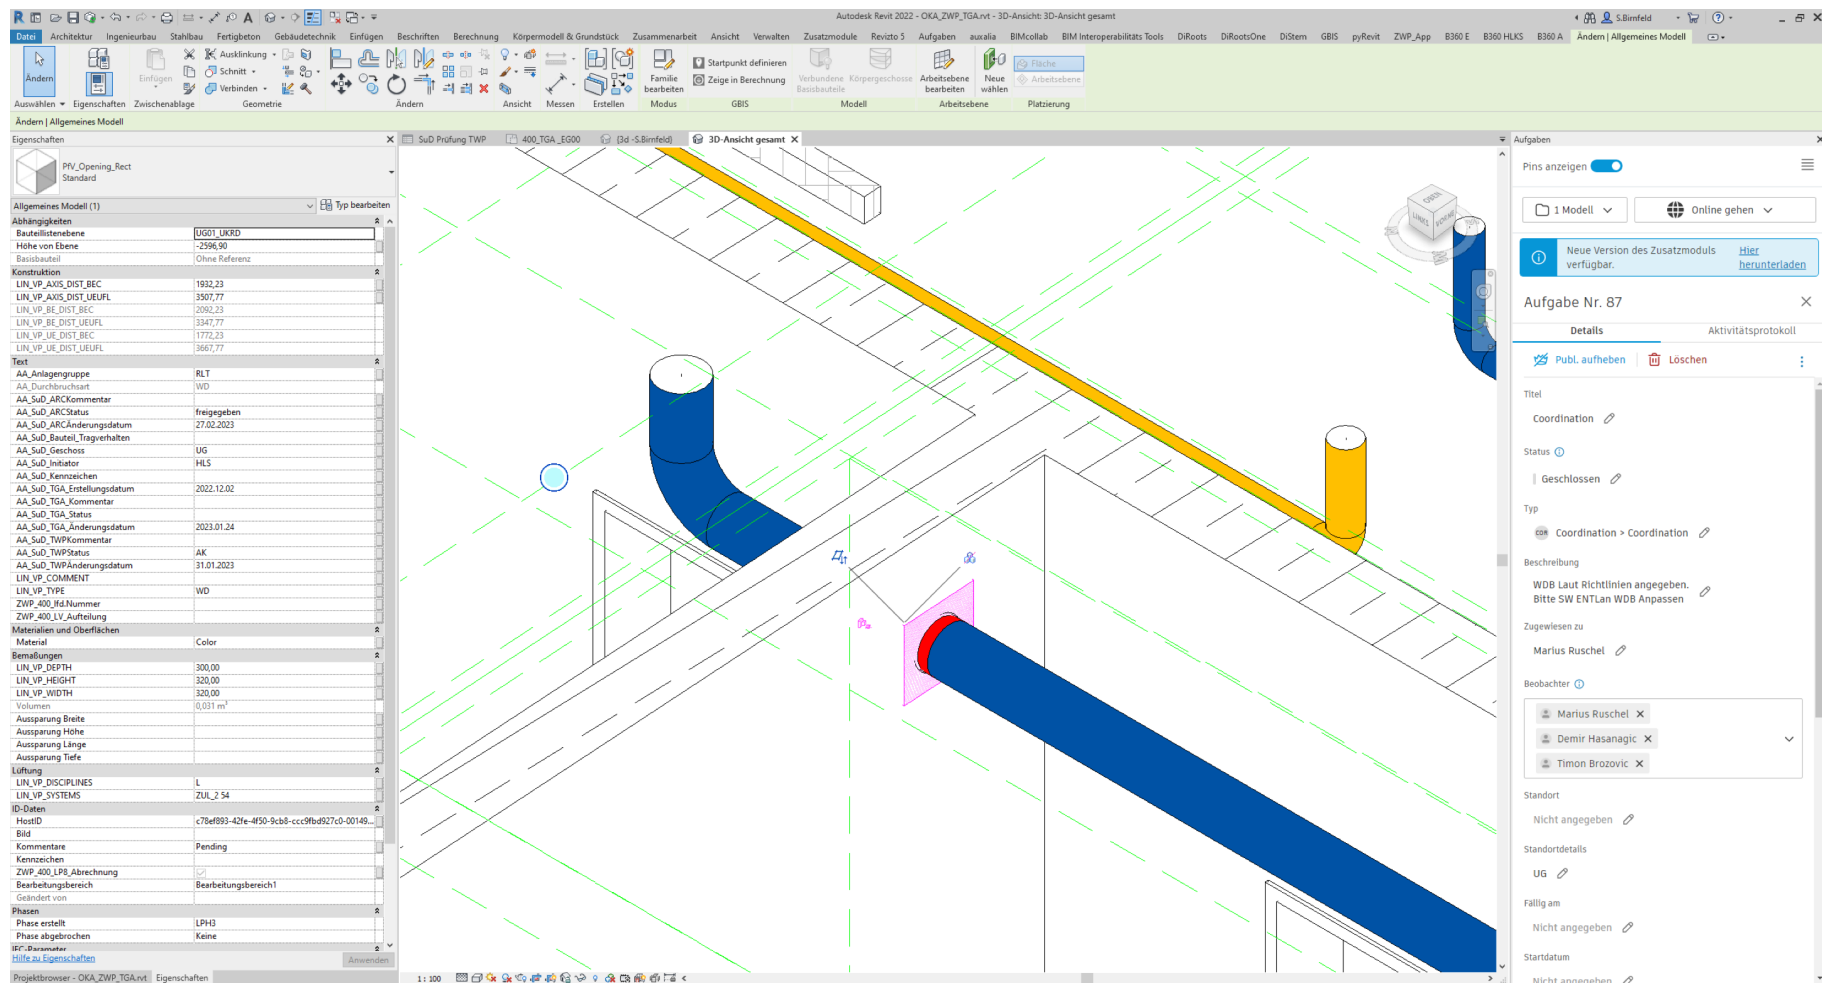 Autodesk Revit 2022 - OKA_ZWP_TGA.rvt - 3D-Ansicht: 3D-Ansicht gesamt
S.Birnfeld
Datei Architektur Ingenieurbau Stahlbau Fertigbeton Gebäudetechnik Einfügen Beschriften Berechnung Körpermodell & Grundstück Zusammenarbeit Ansicht Verwalten Zusatzmodule Revizto 5 Aufgaben auxalia BIMcollab BIM Interoperabilitäts Tools DiRoots DiRootsOne DiStem GBIS pyRevit ZWP_App B360 E B360 HLKS B360 A Ändern | Allgemeines Modell
Ändern
Einfügen
Ausklinkung
Schnitt
Verbinden
Familie bearbeiten
Startpunkt definieren
Zeige in Berechnung
Verbundene Basisbauteile
Körpergeschosse
Arbeitsebene bearbeiten
Neue wählen
Fläche
Arbeitsebene
Auswählen Eigenschaften Zwischenablage Geometrie Ändern Ansicht Messen Erstellen Modus GBIS Modell Arbeitsebene Platzierung
Ändern | Allgemeines Modell
Eigenschaften
PfV_Opening_Rect
Standard
Allgemeines Modell (1) Typ bearbeiten
Abhängigkeiten
Bauteillistenebene UG01_UKRD
Höhe von Ebene -2596,90
Basisbauteil Ohne Referenz
Konstruktion
LIN_VP_AXIS_DIST_BEC 1932,23
LIN_VP_AXIS_DIST_UEUFL 3507,77
LIN_VP_BE_DIST_BEC 2092,23
LIN_VP_BE_DIST_UEUFL 3347,77
LIN_VP_UE_DIST_BEC 1772,23
LIN_VP_UE_DIST_UEUFL 3667,77
Text
AA_Anlagengruppe RLT
AA_Durchbruchsart WD
AA_SuD_ARCKommentar
AA_SuD_ARCStatus freigegeben
AA_SuD_ARCÄnderungsdatum 27.02.2023
AA_SuD_Bauteil_Tragverhalten
AA_SuD_Geschoss UG
AA_SuD_Initiator HLS
AA_SuD_Kennzeichen
AA_SuD_TGA_Erstellungsdatum 2022.12.02
AA_SuD_TGA_Kommentar
AA_SuD_TGA_Status
AA_SuD_TGA_Änderungsdatum 2023.01.24
AA_SuD_TWPKommentar
AA_SuD_TWPStatus AK
AA_SuD_TWPÄnderungsdatum 31.01.2023
LIN_VP_COMMENT
LIN_VP_TYPE WD
ZWP_400_lfd.Nummer
ZWP_400_LV_Aufteilung
Materialien und Oberflächen
Material Color
Bemaßungen
LIN_VP_DEPTH 300,00
LIN_VP_HEIGHT 320,00
LIN_VP_WIDTH 320,00
Volumen 0,031 m³
Aussparung Breite
Aussparung Höhe
Aussparung Länge
Aussparung Tiefe
Lüftung
LIN_VP_DISCIPLINES L
LIN_VP_SYSTEMS ZUL_2 54
ID-Daten
HostID c78ef893-42fe-4f50-9cb8-ccc9fbd927c0-00149...
Bild
Kommentare Pending
Kennzeichen
ZWP_400_LP8_Abrechnung
Bearbeitungsbereich Bearbeitungsbereich1
Geändert von
Phasen
Phase erstellt LPH3
Phase abgebrochen Keine
IFC-Parameter
Hilfe zu Eigenschaften Anwenden
Projektbrowser - OKA_ZWP_TGA.rvt Eigenschaften
SuD Prüfung TWP 400_TGA_EG00 {3d -S.Birnfeld} 3D-Ansicht gesamt
OBEN
LINKS VORNE
1 : 100
Aufgaben
Pins anzeigen
1 Modell Online gehen
Neue Version des Zusatzmoduls verfügbar. Hier herunterladen
Aufgabe Nr. 87
Details Aktivitätsprotokoll
Publ. aufheben Löschen
Titel
Coordination
Status
Geschlossen
Typ
COR Coordination > Coordination
Beschreibung
WDB Laut Richtlinien angegeben.
Bitte SW ENTLan WDB Anpassen
Zugewiesen zu
Marius Ruschel
Beobachter
Marius Ruschel
Demir Hasanagic
Timon Brozovic
Standort
Nicht angegeben
Standortdetails
UG
Fällig am
Nicht angegeben
Startdatum
Nicht angegeben